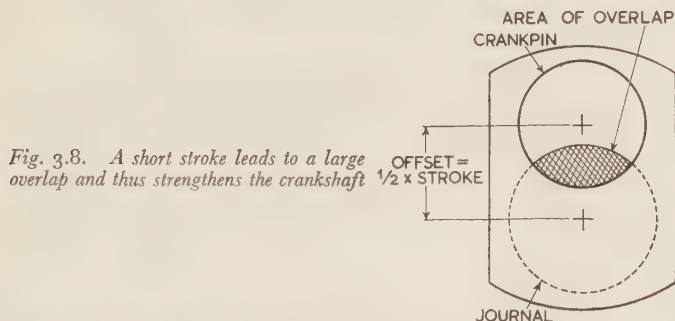 AREA OF OVERLAP
CRANKPIN
Fig. 3.8. A short stroke leads to a large
overlap and thus strengthens the crankshaft
OFFSET =
1/2 x STROKE
JOURNAL